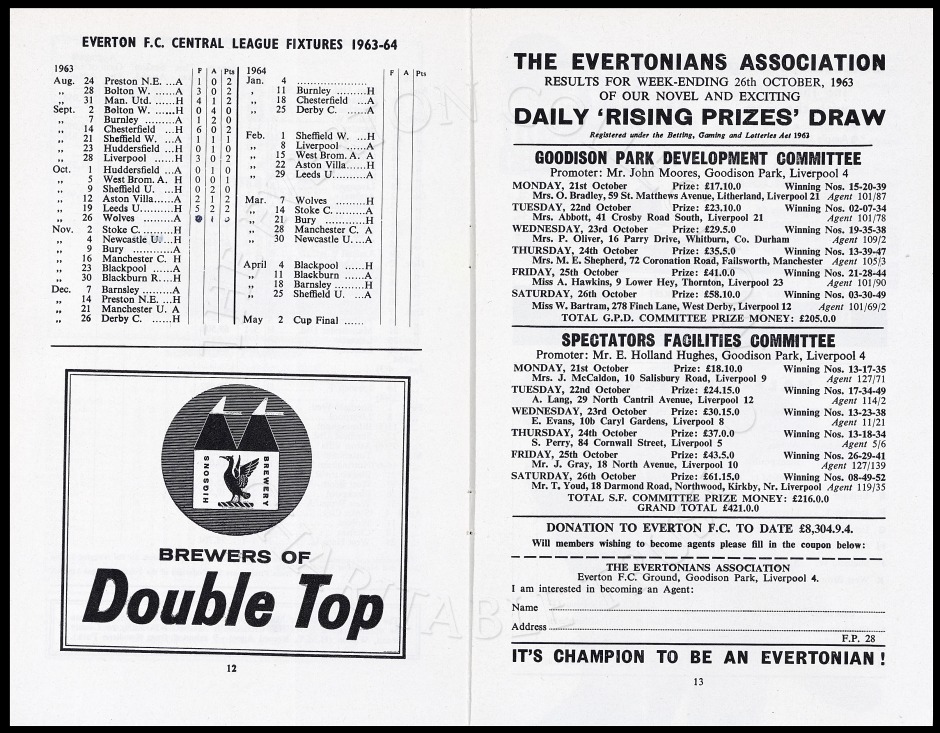 EVERTON F.C. CENTRAL LEAGUE FIXTURES 1963-64
1963 F A Pts
Aug. 24 Preston N.E. ...A 1 0 2
„ 28 Bolton W. ......A 3 0 2
„ 31 Man. Utd. ......H 4 1 2
Sept. 2 Bolton W. ......H 0 4 0
„ 7 Burnley .........A 1 2 0
„ 14 Chesterfield ...H 6 0 2
„ 21 Sheffield W. ...A 1 1 1
„ 23 Huddersfield ...H 0 1 0
„ 28 Liverpool ......H 3 0 2
Oct. 1 Huddersfield ...A 0 1 0
„ 5 West Brom. A. H 0 0 1
„ 9 Sheffield U. ...H 0 2 0
„ 12 Aston Villa......A 2 1 2
„ 19 Leeds U. .........H 5 2 2
„ 26 Wolves .........A
Nov. 2 Stoke C. .........H
„ 4 Newcastle U....H
„ 9 Bury ............A
„ 16 Manchester C. H
„ 23 Blackpool ......A
„ 30 Blackburn R....H
Dec. 7 Barnsley .........A
„ 14 Preston N.E. ...H
„ 21 Manchester U. A
„ 26 Derby C. .........H
1964 F A Pts
Jan. 4 .....................
„ 11 Burnley .........H
„ 18 Chesterfield ...A
„ 25 Derby C. .........A
Feb. 1 Sheffield W. ...H
„ 8 Liverpool ......A
„ 15 West Brom. A. A
„ 22 Aston Villa......H
„ 29 Leeds U. .........A
Mar. 7 Wolves .........H
„ 14 Stoke C. .........A
„ 21 Bury ............H
„ 28 Manchester C. A
„ 30 Newcastle U....A
April 4 Blackpool ......H
„ 11 Blackburn ......A
„ 18 Barnsley .........H
„ 25 Sheffield U. ...A
May 2 Cup Final ......
HIGSONS BREWERY
BREWERS OF
Double Top
12
THE EVERTONIANS ASSOCIATION
RESULTS FOR WEEK-ENDING 26th OCTOBER, 1963
OF OUR NOVEL AND EXCITING
DAILY 'RISING PRIZES' DRAW
Registered under the Betting, Gaming and Lotteries Act 1963
GOODISON PARK DEVELOPMENT COMMITTEE
Promoter: Mr. John Moores, Goodison Park, Liverpool 4
MONDAY, 21st October Prize: £17.10.0 Winning Nos. 15-20-39
Mrs. O. Bradley, 59 St. Matthews Avenue, Litherland, Liverpool 21 Agent 101/87
TUESDAY, 22nd October Prize: £23.10.0 Winning Nos. 02-07-34
Mrs. Abbott, 41 Crosby Road South, Liverpool 21 Agent 101/78
WEDNESDAY, 23rd October Prize: £29.5.0 Winning Nos. 19-35-38
Mrs. P. Oliver, 16 Parry Drive, Whitburn, Co. Durham Agent 109/2
THURSDAY, 24th October Prize: £35.5.0 Winning Nos. 13-39-47
Mrs. M. E. Shepherd, 72 Coronation Road, Failsworth, Manchester Agent 105/3
FRIDAY, 25th October Prize: £41.0.0 Winning Nos. 21-28-44
Miss A. Hawkins, 9 Lower Hey, Thornton, Liverpool 23 Agent 101/90
SATURDAY, 26th October Prize: £58.10.0 Winning Nos. 03-30-49
Miss W. Bartram, 278 Finch Lane, West Derby, Liverpool 12 Agent 101/69/2
TOTAL G.P.D. COMMITTEE PRIZE MONEY: £205.0.0
SPECTATORS FACILITIES COMMITTEE
Promoter: Mr. E. Holland Hughes, Goodison Park, Liverpool 4
MONDAY, 21st October Prize: £18.10.0 Winning Nos. 13-17-35
Mrs. J. McCaldon, 10 Salisbury Road, Liverpool 9 Agent 127/71
TUESDAY, 22nd October Prize: £24.15.0 Winning Nos. 17-34-49
A. Lang, 29 North Cantril Avenue, Liverpool 12 Agent 114/2
WEDNESDAY, 23rd October Prize: £30.15.0 Winning Nos. 13-23-38
E. Evans, 10b Caryl Gardens, Liverpool 8 Agent 11/21
THURSDAY, 24th October Prize: £37.0.0 Winning Nos. 13-18-34
S. Perry, 84 Cornwall Street, Liverpool 5 Agent 5/6
FRIDAY, 25th October Prize: £43.5.0 Winning Nos. 26-29-41
Mr. J. Gray, 18 North Avenue, Liverpool 10 Agent 127/139
SATURDAY, 26th October Prize: £61.15.0 Winning Nos. 08-49-52
Mr. T. Youd, 18 Darmond Road, Northwood, Kirkby, Nr. Liverpool Agent 119/35
TOTAL S.F. COMMITTEE PRIZE MONEY: £216.0.0
GRAND TOTAL £421.0.0
DONATION TO EVERTON F.C. TO DATE £8,304.9.4.
Will members wishing to become agents please fill in the coupon below:
THE EVERTONIANS ASSOCIATION
Everton F.C. Ground, Goodison Park, Liverpool 4.
I am interested in becoming an Agent:
Name
Address
F.P. 28
IT'S CHAMPION TO BE AN EVERTONIAN!
13